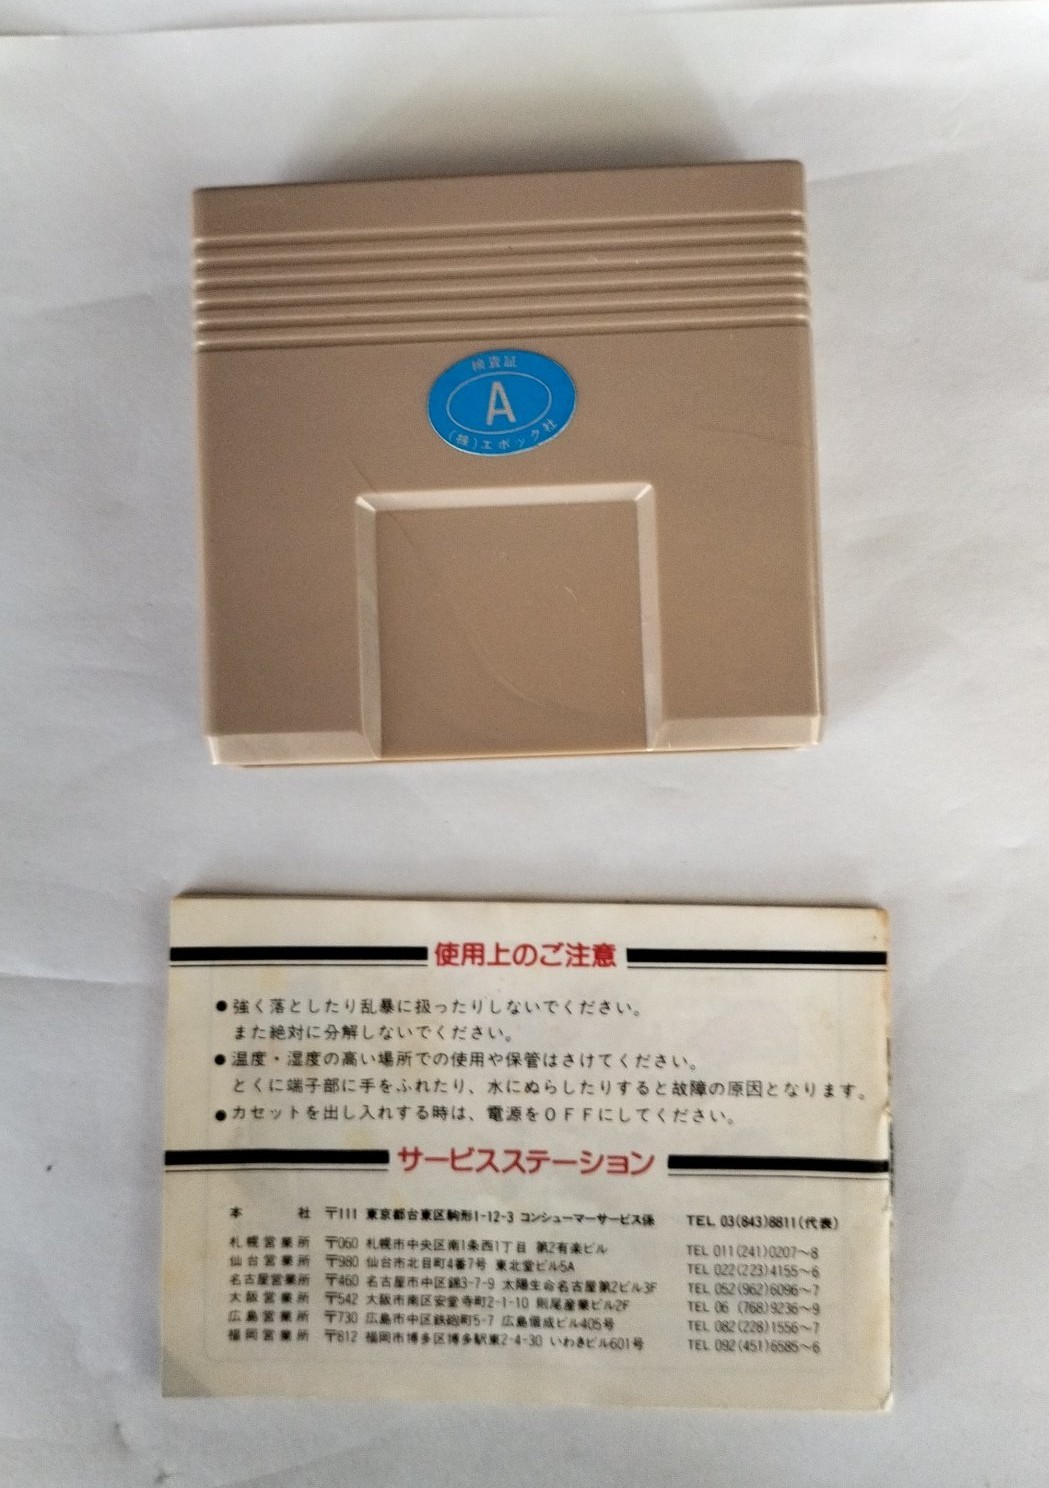 検査証
A
(株)エポック社
使用上のご注意
●強く落としたり乱暴に扱ったりしないでください。
また絶対に分解しないでください。
●温度・湿度の高い場所での使用や保管はさけてください。
とくに端子部に手をふれたり、水にぬらしたりすると故障の原因となります。
●カセットを出し入れする時は、電源をOFFにしてください。
サービスステーション
本社 〒111 東京都台東区駒形1-12-3 コンシューマーサービス係 TEL 03(843)8811(代表)
札幌営業所 〒060 札幌市中央区南1条西1丁目 第2有楽ビル TEL 011(241)0207〜8
仙台営業所 〒980 仙台市北目町4番7号 東北堂ビル5A TEL 022(223)4155〜6
名古屋営業所 〒460 名古屋市中区錦3-7-9 太陽生命名古屋第2ビル3F TEL 052(962)6096〜7
大阪営業所 〒542 大阪市南区安堂寺町2-1-10 則尾産業ビル2F TEL 06(768)9236〜9
広島営業所 〒730 広島市中区鉄砲町5-7 広島偕成ビル405号 TEL 082(228)1556〜7
福岡営業所 〒812 福岡市博多区博多駅東2-4-30 いわきビル601号 TEL 092(451)6585〜6